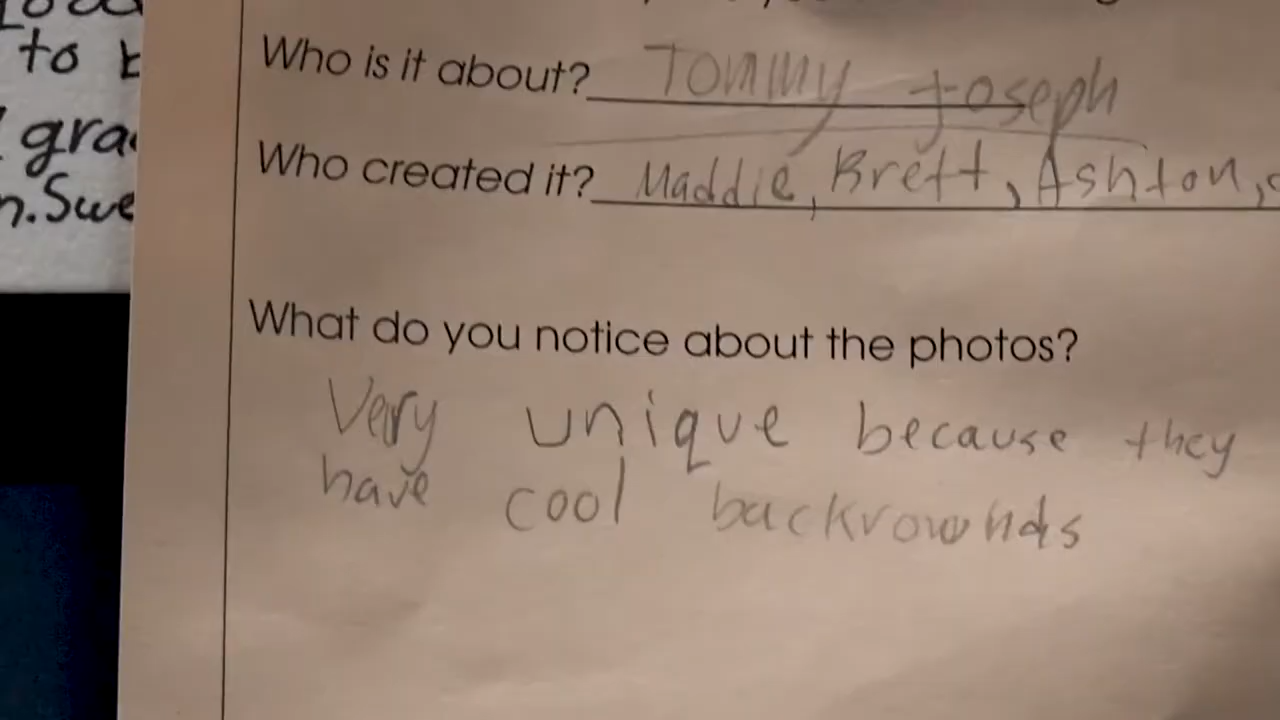 to
gra
n.Swe
Who is it about? Tommy Joseph
Who created it? Maddie, Brett, Ashton,
What do you notice about the photos?
Very unique because they
have cool backrownds